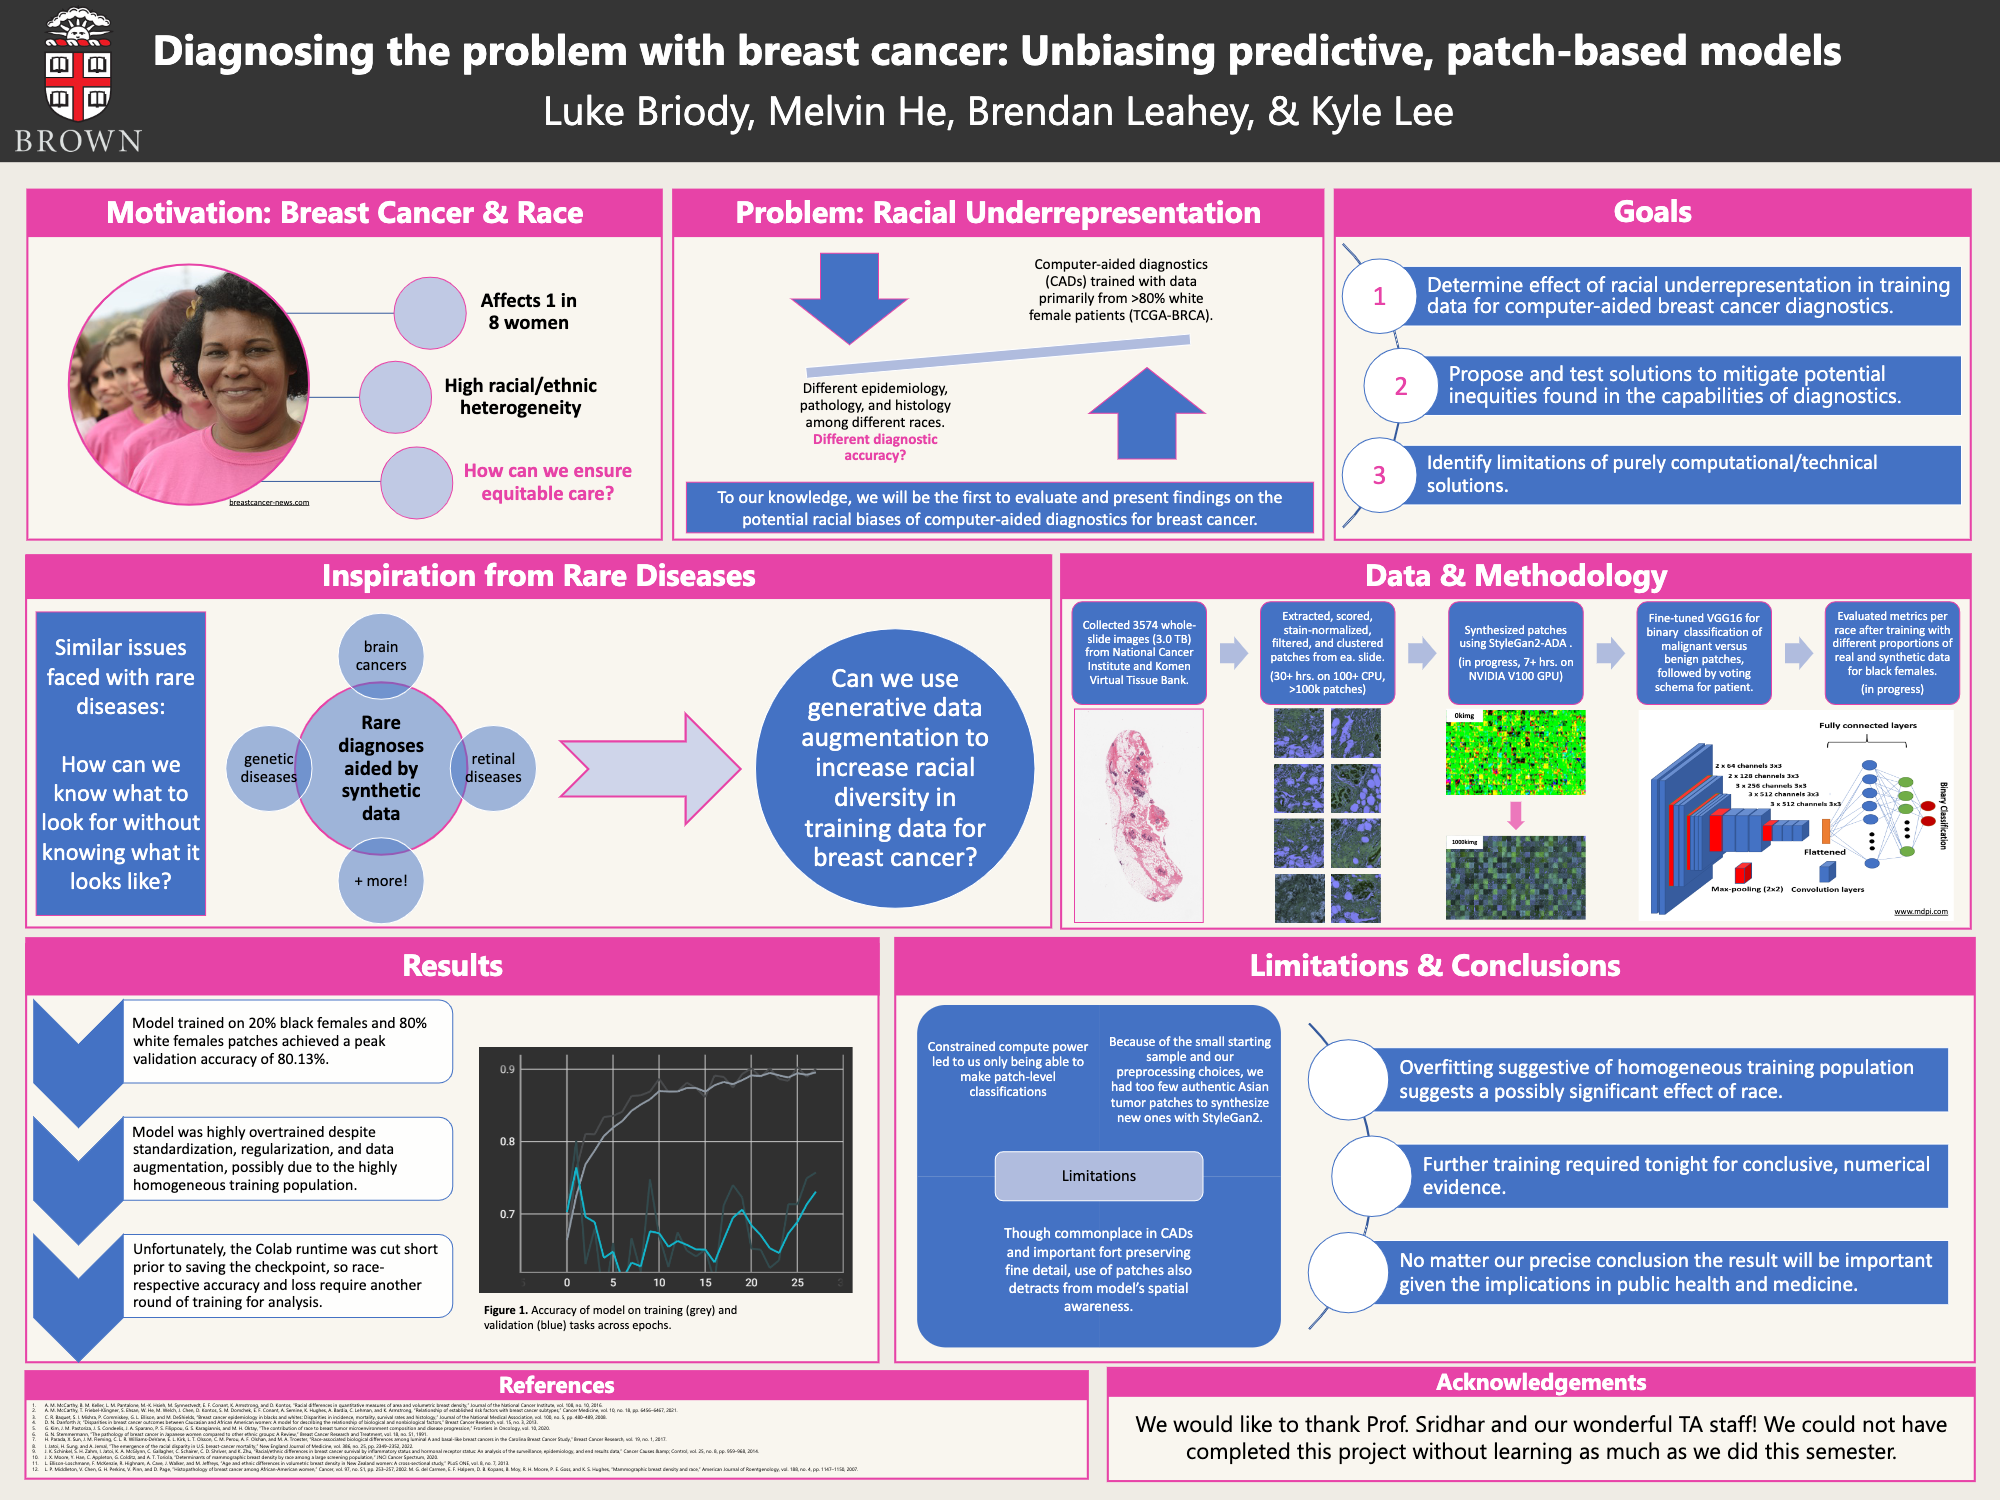 Diagnosing the problem with breast cancer: Unbiasing predictive, patch-based models
Luke Briody, Melvin He, Brendan Leahey, & Kyle Lee
BROWN
Motivation: Breast Cancer & Race
Affects 1 in
8 women
High racial/ethnic
heterogeneity
How can we ensure
equitable care?
breastcancer-news.com
Problem: Racial Underrepresentation
Computer-aided diagnostics
(CADs) trained with data
primarily from >80% white
female patients (TCGA-BRCA).
Different epidemiology,
pathology, and histology
among different races.
Different diagnostic
accuracy?
To our knowledge, we will be the first to evaluate and present findings on the
potential racial biases of computer-aided diagnostics for breast cancer.
Goals
1
Determine effect of racial underrepresentation in training
data for computer-aided breast cancer diagnostics.
2
Propose and test solutions to mitigate potential
inequities found in the capabilities of diagnostics.
3
Identify limitations of purely computational/technical
solutions.
Inspiration from Rare Diseases
Similar issues
faced with rare
diseases:
How can we
know what to
look for without
knowing what it
looks like?
brain
cancers
genetic
diseases
Rare
diagnoses
aided by
synthetic
data
retinal
diseases
+ more!
Can we use
generative data
augmentation to
increase racial
diversity in
training data for
breast cancer?
Data & Methodology
Collected 3574 whole-
slide images (3.0 TB)
from National Cancer
Institute and Komen
Virtual Tissue Bank.
Extracted, scored,
stain-normalized,
filtered, and clustered
patches from ea. slide.
(30+ hrs. on 100+ CPU,
>100k patches)
Synthesized patches
using StyleGan2-ADA .
(in progress, 7+ hrs. on
NVIDIA V100 GPU)
Fine-tuned VGG16 for
binary classification of
malignant versus
benign patches,
followed by voting
schema for patient.
Evaluated metrics per
race after training with
different proportions of
real and synthetic data
for black females.
(in progress)
0kimg
1000kimg
Fully connected layers
2 x 64 channels 3x3
2 x 128 channels 3x3
3 x 256 channels 3x3
3 x 512 channels 3x3
3 x 512 channels 3x3
Binary Classification
Flattened
Max-pooling (2x2)
Convolution layers
www.mdpi.com
Results
Model trained on 20% black females and 80%
white females patches achieved a peak
validation accuracy of 80.13%.
Model was highly overtrained despite
standardization, regularization, and data
augmentation, possibly due to the highly
homogeneous training population.
Unfortunately, the Colab runtime was cut short
prior to saving the checkpoint, so race-
respective accuracy and loss require another
round of training for analysis.
0.9
0.8
0.7
0 5 10 15 20 25
Figure 1. Accuracy of model on training (grey) and
validation (blue) tasks across epochs.
Limitations & Conclusions
Constrained compute power
led to us only being able to
make patch-level
classifications
Because of the small starting
sample and our
preprocessing choices, we
had too few authentic Asian
tumor patches to synthesize
new ones with StyleGan2.
Limitations
Though commonplace in CADs
and important fort preserving
fine detail, use of patches also
detracts from model's spatial
awareness.
Overfitting suggestive of homogeneous training population
suggests a possibly significant effect of race.
Further training required tonight for conclusive, numerical
evidence.
No matter our precise conclusion the result will be important
given the implications in public health and medicine.
References
Acknowledgements
We would like to thank Prof. Sridhar and our wonderful TA staff! We could not have
completed this project without learning as much as we did this semester.